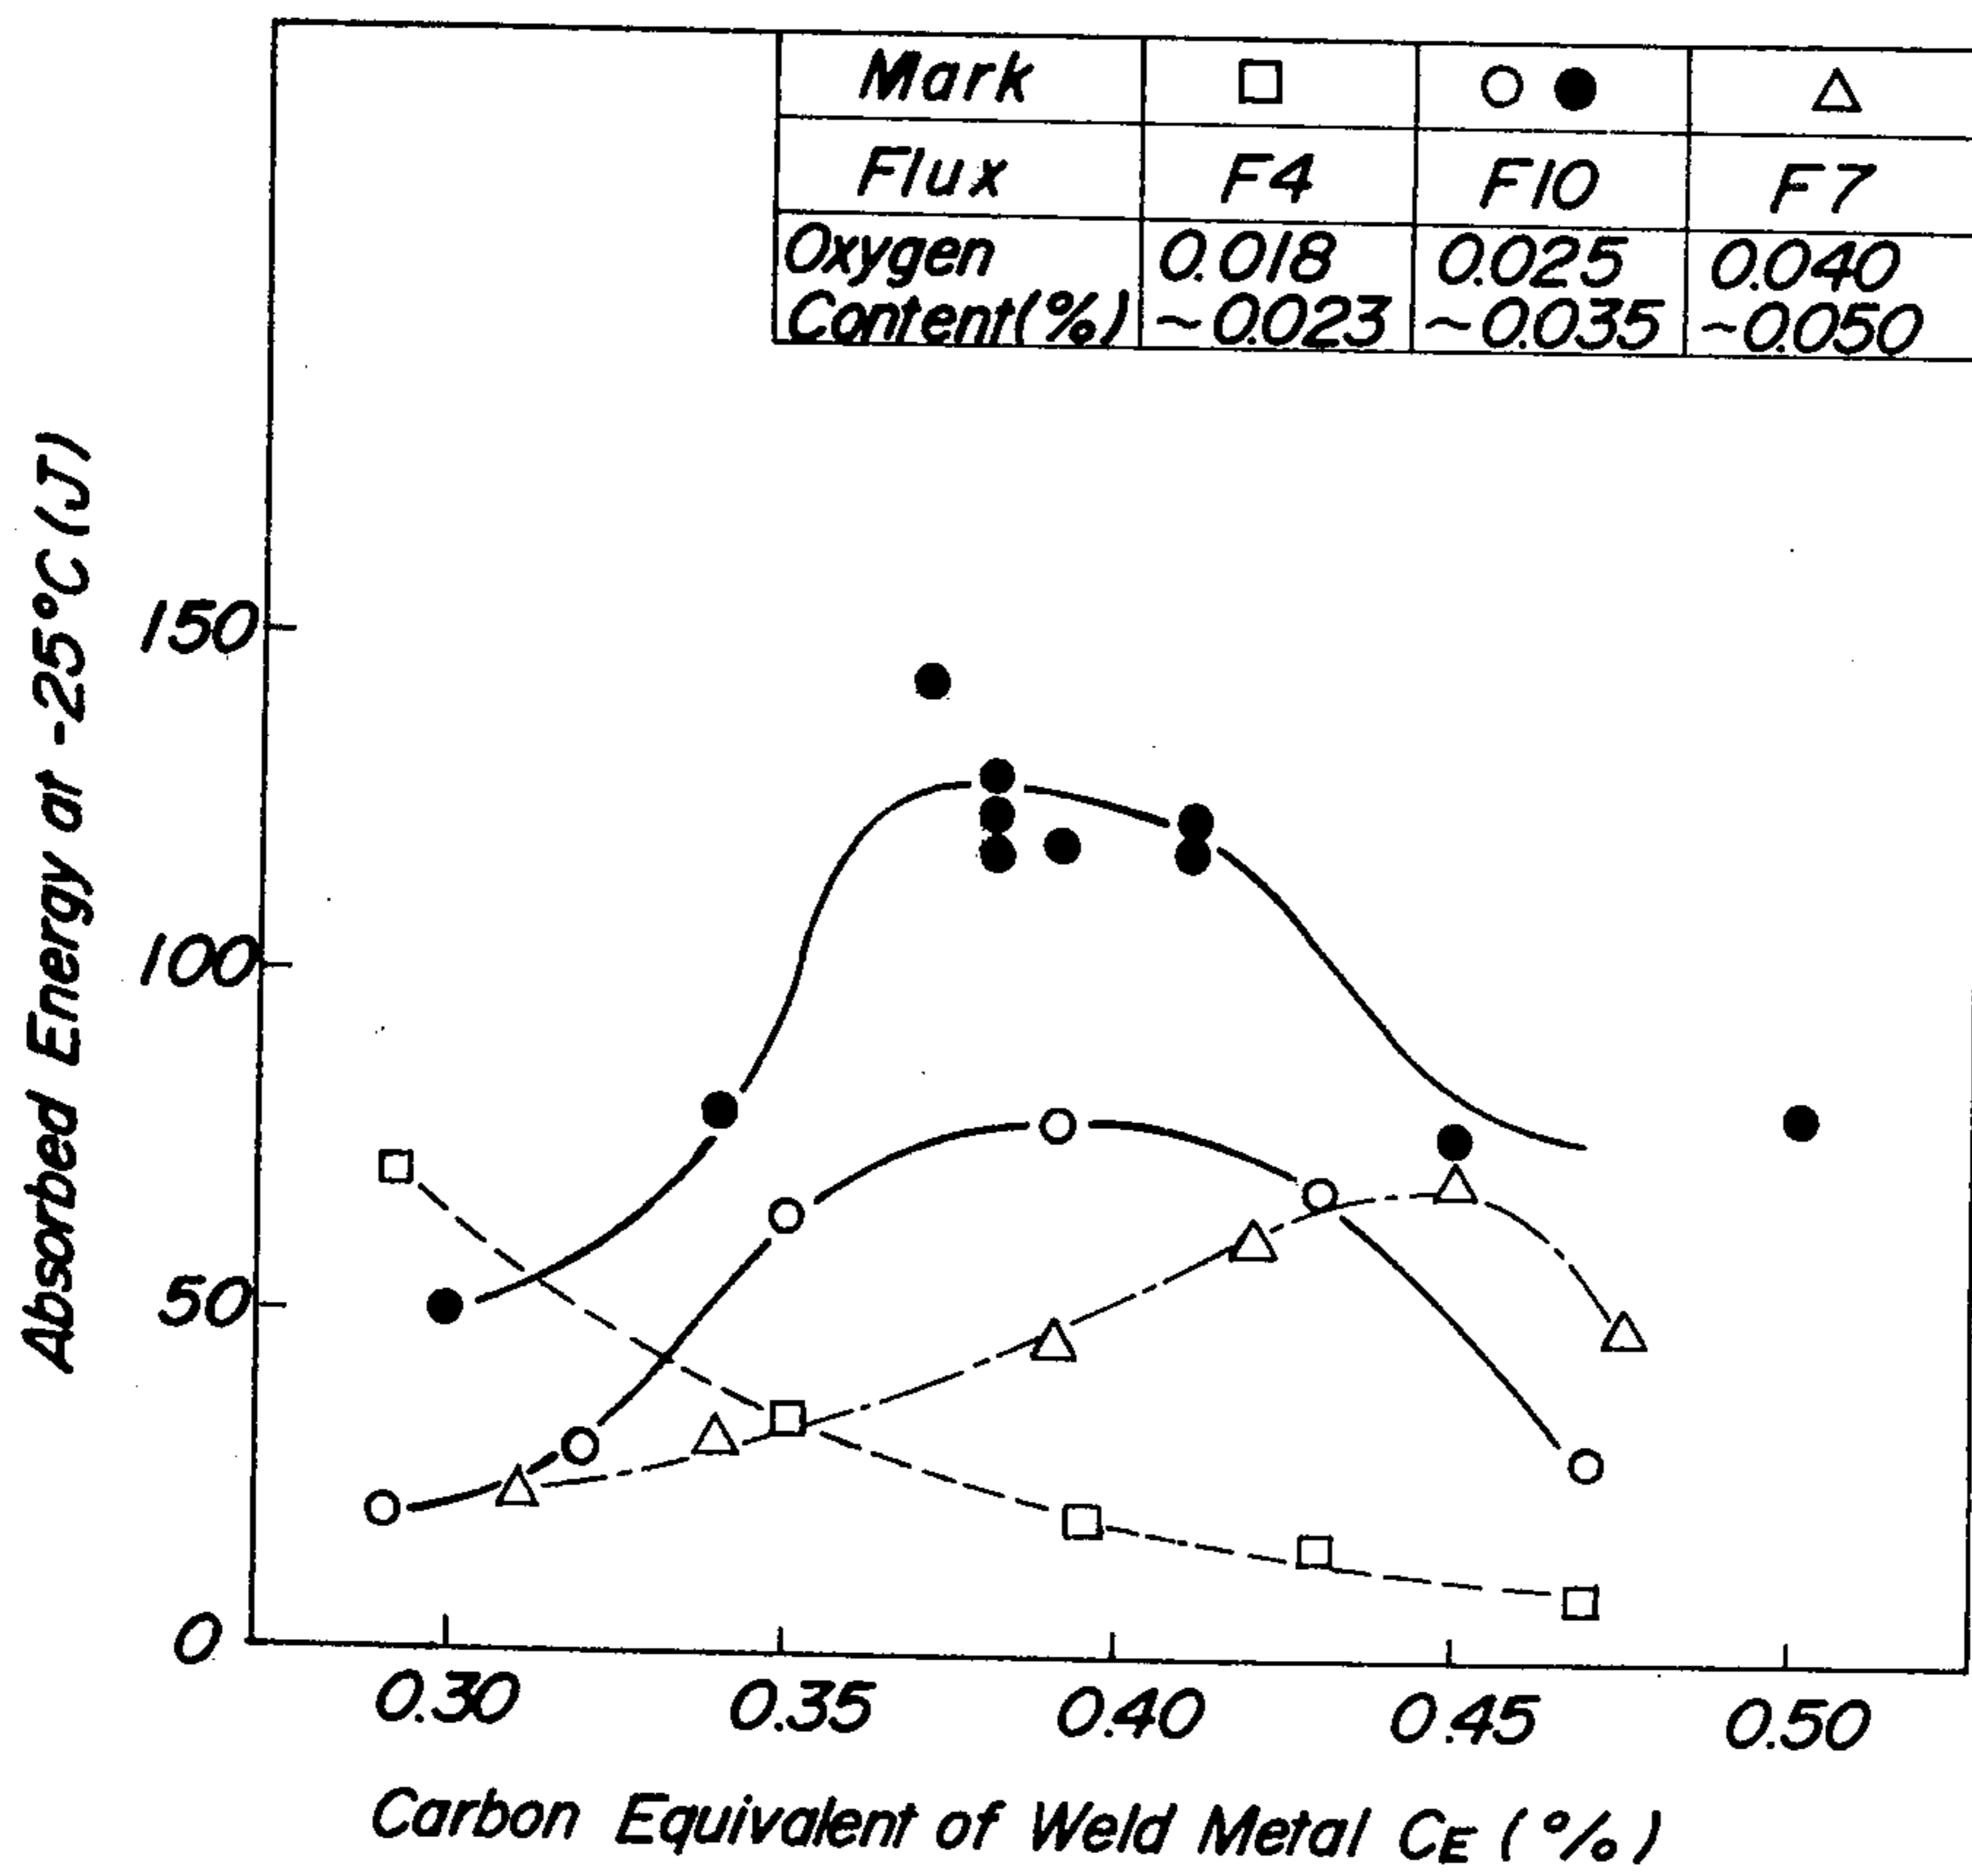 Mark □ ○ ● △
Flux F4 F10 F7
Oxygen 0.018 0.025 0.040
Content(%) ~0.023 ~0.035 ~0.050
Absorbed Energy at -25°C (J)
150
100
50
0
0.30 0.35 0.40 0.45 0.50
Carbon Equivalent of Weld Metal CE (%)